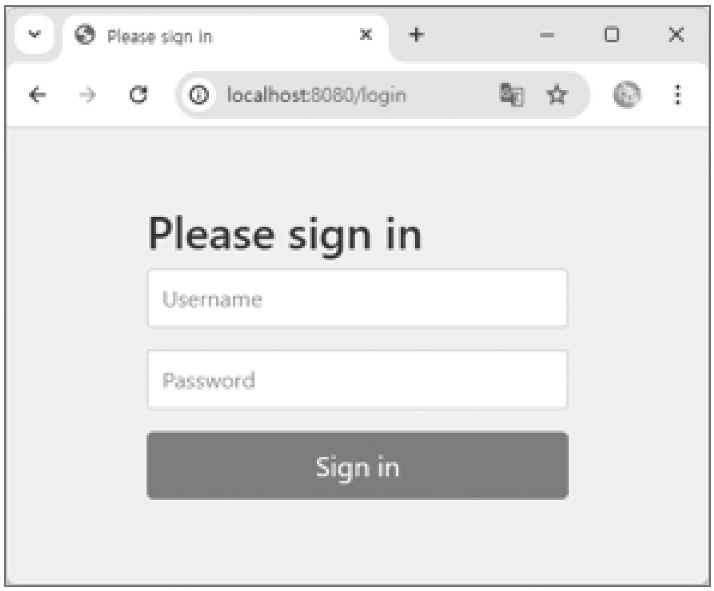 Please sign in
localhost:8080/login
Please sign in
Username
Password
Sign in